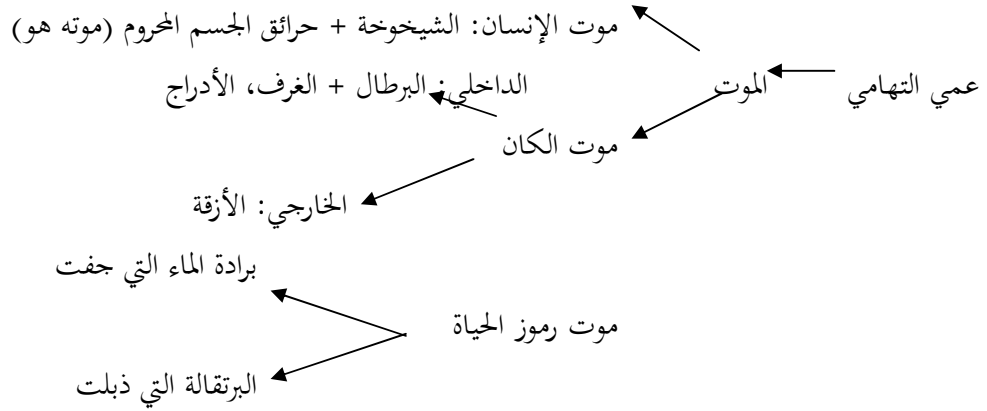 موت الإنسان: الشيخوخة + حرائق الجسم المحروم (موته هو)
عمي التهامي الموت الداخلي: البرطال + الغرف، الأدراج
موت الكان
الخارجي: الأزقة
برادة الماء التي جفت
موت رموز الحياة
البرتقالة التي ذبلت